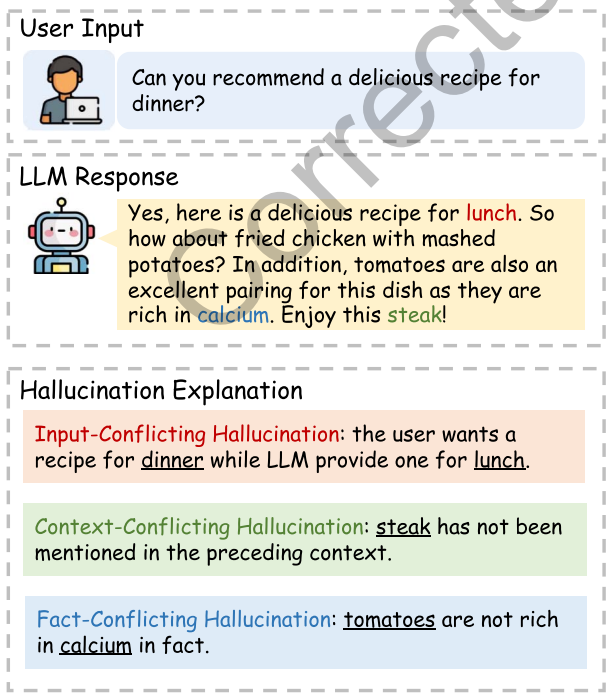 User Input
Can you recommend a delicious recipe for
dinner?
LLM Response
Yes, here is a delicious recipe for lunch. So
how about fried chicken with mashed
potatoes? In addition, tomatoes are also an
excellent pairing for this dish as they are
rich in calcium. Enjoy this steak!
Hallucination Explanation
Input-Conflicting Hallucination: the user wants a
recipe for dinner while LLM provide one for lunch.
Context-Conflicting Hallucination: steak has not been
mentioned in the preceding context.
Fact-Conflicting Hallucination: tomatoes are not rich
in calcium in fact.